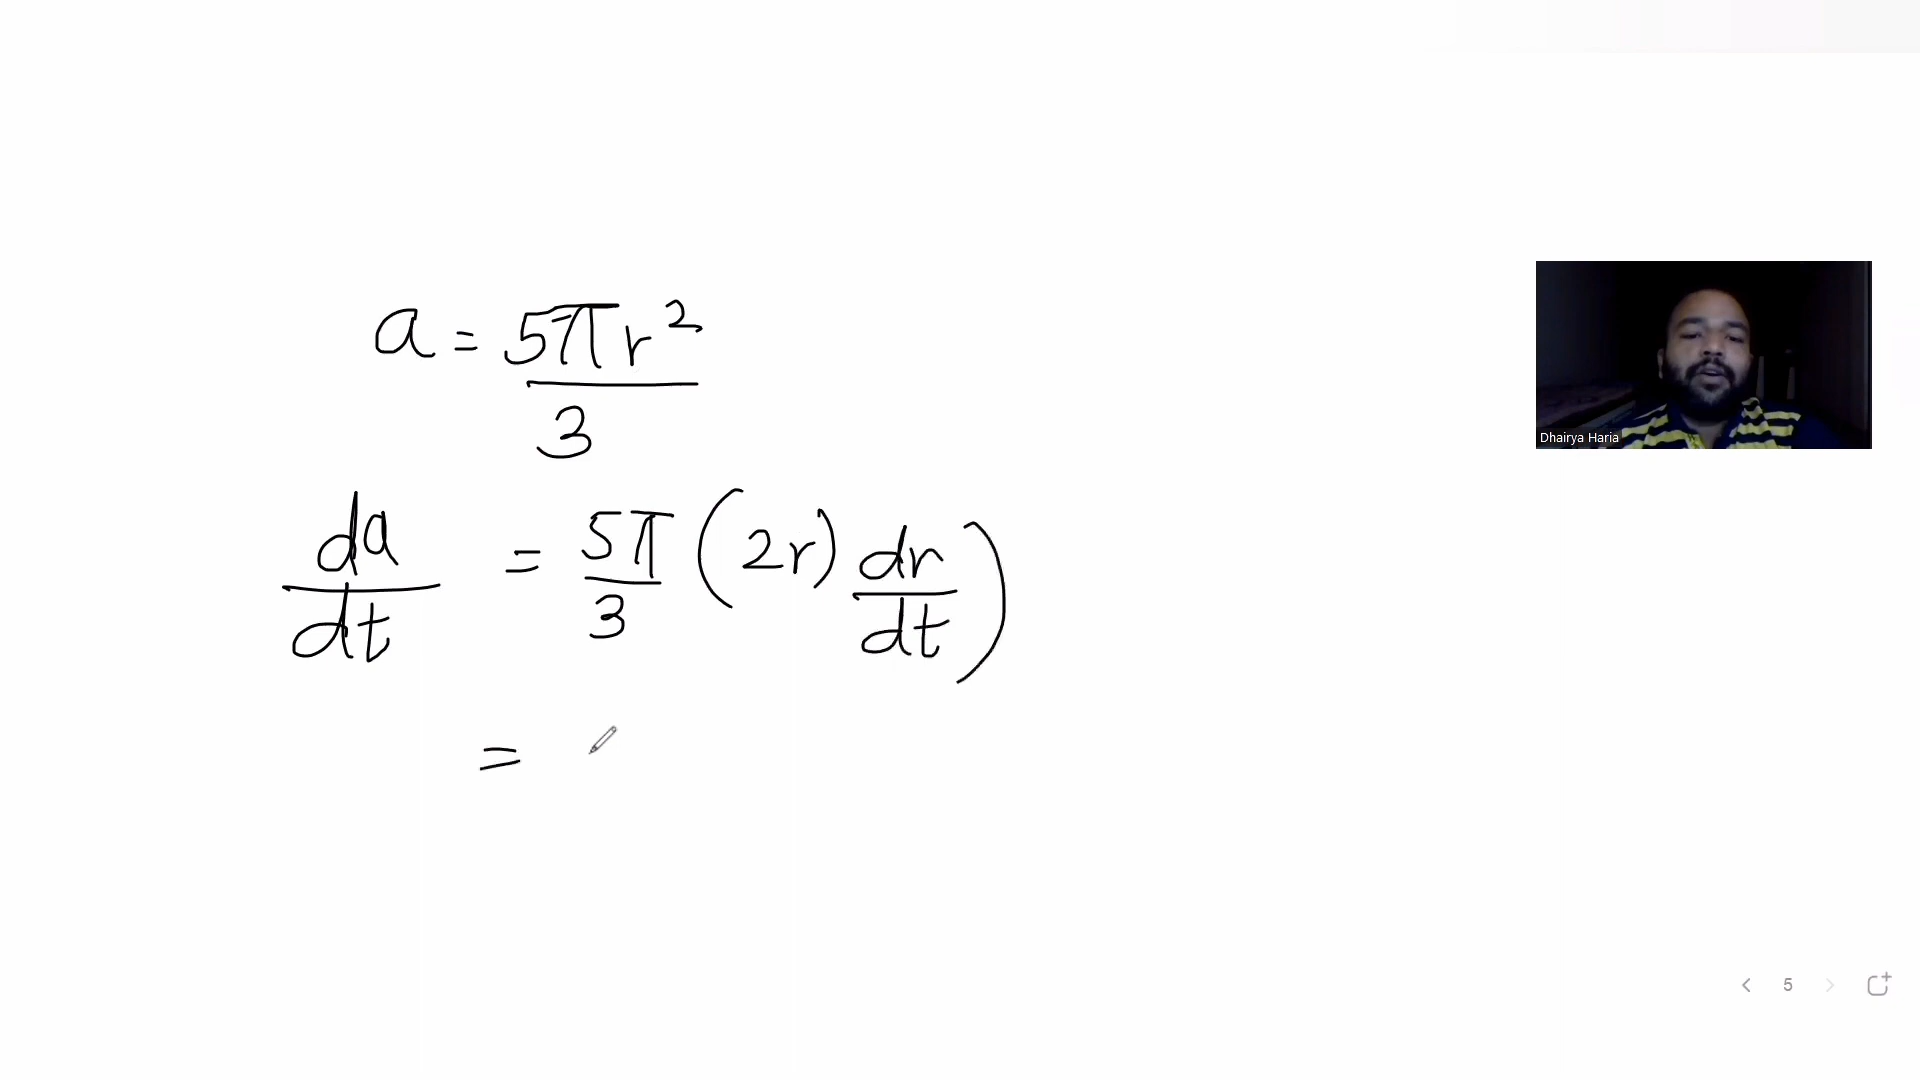 a = 5πr²
3
da/dt = 5π/3 (2r) dr/dt)
=
Dhairya Haria
5